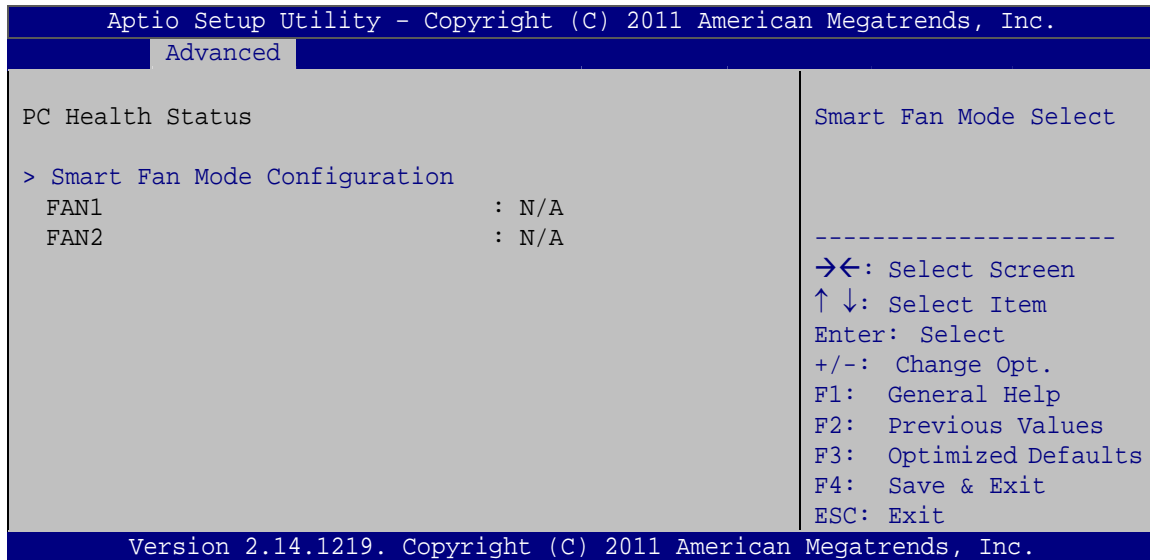 Aptio Setup Utility – Copyright (C) 2011 American Megatrends, Inc.
Advanced
PC Health Status
> Smart Fan Mode Configuration
FAN1 : N/A
FAN2 : N/A
Smart Fan Mode Select
---------------------
→←: Select Screen
↑ ↓: Select Item
Enter: Select
+/-: Change Opt.
F1: General Help
F2: Previous Values
F3: Optimized Defaults
F4: Save & Exit
ESC: Exit
Version 2.14.1219. Copyright (C) 2011 American Megatrends, Inc.